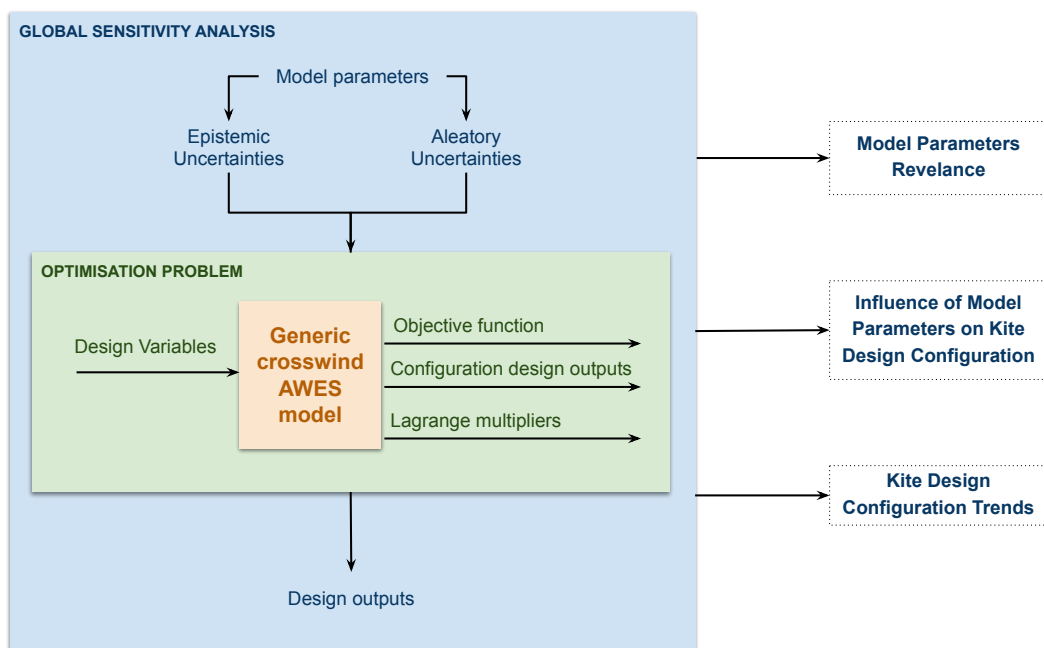 GLOBAL SENSITIVITY ANALYSIS
Model parameters
Epistemic
Uncertainties
Aleatory
Uncertainties
OPTIMISATION PROBLEM
Design Variables
Generic
crosswind
AWES
model
Objective function
Configuration design outputs
Lagrange multipliers
Design outputs
Model Parameters
Revelance
Influence of Model
Parameters on Kite
Design Configuration
Kite Design
Configuration Trends